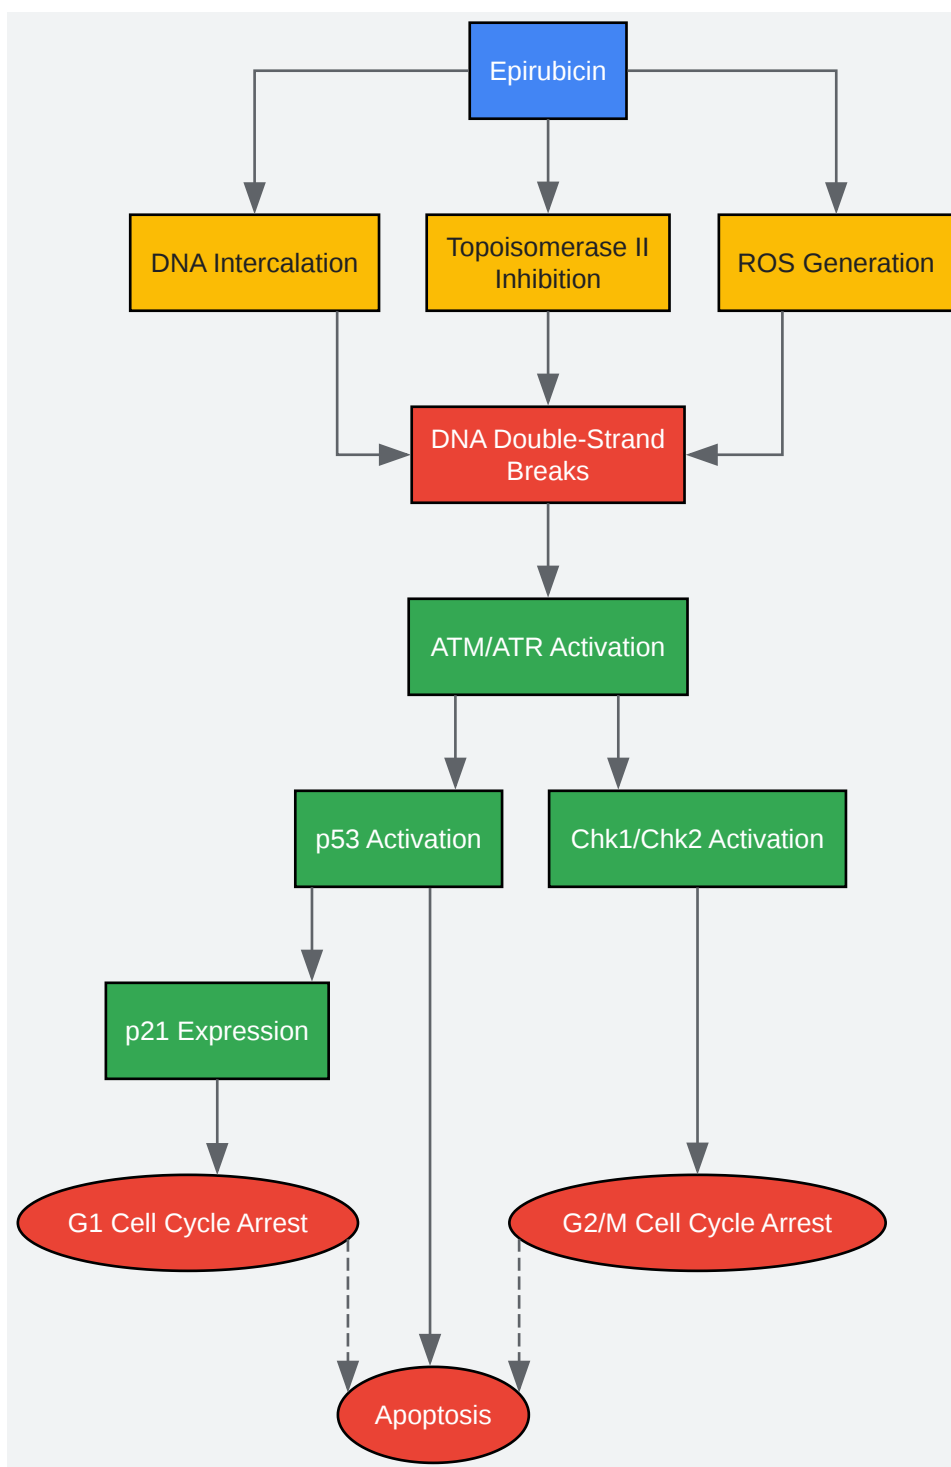 Epirubicin
DNA Intercalation
Topoisomerase II
Inhibition
ROS Generation
DNA Double-Strand
Breaks
ATM/ATR Activation
p53 Activation
Chk1/Chk2 Activation
p21 Expression
G1 Cell Cycle Arrest
G2/M Cell Cycle Arrest
Apoptosis